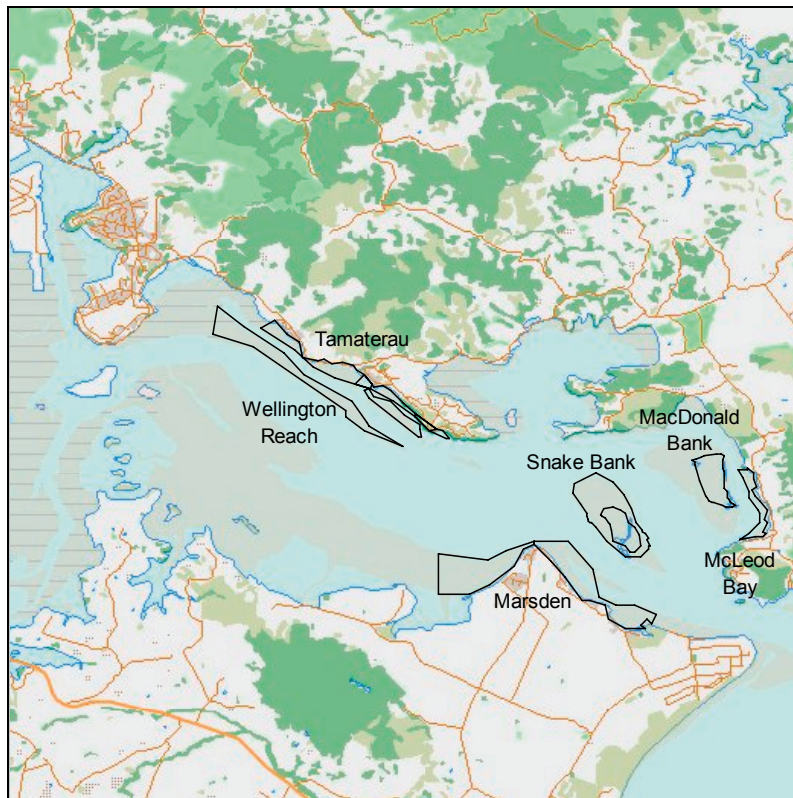 Tamaterau
Wellington
Reach
MacDonald
Bank
Snake Bank
McLeod
Bay
Marsden